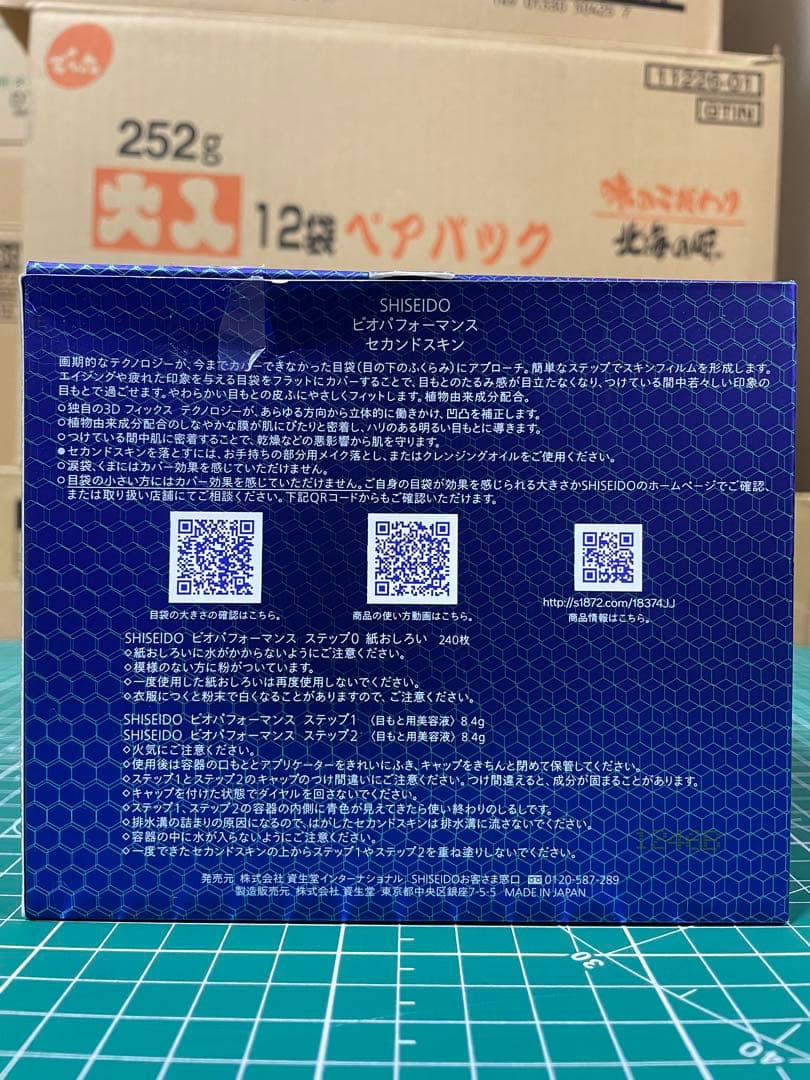 でん六
11226-01
GTIN
252g
大入
12袋
ペアパック
味のこだわり
北海の味
SHISEIDO
ビオパフォーマンス
セカンドスキン
画期的なテクノロジーが、今までカバーできなかった目袋(目の下のふくらみ)にアプローチ。簡単なステップでスキンフィルムを形成します。
エイジングや疲れた印象を与える目袋をフラットにカバーすることで、目もとのたるみ感が目立たなくなり、つけている間中若々しい印象の
目もとで過ごせます。やわらかい目もとの皮ふにやさしくフィットします。植物由来成分配合。
○独自の3D フィックス テクノロジーが、あらゆる方向から立体的に働きかけ、凹凸を補正します。
○植物由来成分配合のしなやかな膜が肌にぴたりと密着し、ハリのある明るい目もとに導きます。
○つけている間中肌に密着することで、乾燥などの悪影響から肌を守ります。
●セカンドスキンを落とすには、お手持ちの部分用メイク落とし、またはクレンジングオイルをご使用ください。
○涙袋、くまにはカバー効果を感じていただけません。
○目袋の小さい方にはカバー効果を感じていただけません。ご自身の目袋が効果を感じられる大きさかSHISEIDOのホームページでご確認、
または取り扱い店舗にてご相談ください。下記QRコードからもご確認いただけます。
目袋の大きさの確認はこちら。
商品の使い方動画はこちら。
http://s1872.com/18374JJ
商品情報はこちら。
SHISEIDO ビオパフォーマンス ステップ0 紙おしろい 240枚
◇紙おしろいに水がかからないようにご注意ください。
◇模様のない方に粉がついています。
◇一度使用した紙おしろいは再度使用しないでください。
◇衣服につくと粉末で白くなることがありますので、ご注意ください。
SHISEIDO ビオパフォーマンス ステップ1 〈目もと用美容液〉 8.4g
SHISEIDO ビオパフォーマンス ステップ2 〈目もと用美容液〉 8.4g
◇火気にご注意ください。
◇使用後は容器の口もととアプリケーターをきれいにふき、キャップをきちんと閉めて保管してください。
◇ステップ1とステップ2のキャップのつけ間違いにご注意ください。つけ間違えると、成分が固まることがあります。
◇キャップを付けた状態でダイヤルを回さないでください。
◇ステップ1、ステップ2の容器の内側に青色が見えてきたら使い終わりのしるしです。
◇排水溝の詰まりの原因になるので、はがしたセカンドスキンは排水溝に流さないでください。
◇容器の中に水が入らないようにご注意ください。
◇一度できたセカンドスキンの上からステップ1やステップ2を重ね塗りしないでください。
発売元 株式会社 資生堂インターナショナル SHISEIDOお客さま窓口 0120-587-289
製造販売元 株式会社 資生堂 東京都中央区銀座7-5-5 MADE IN JAPAN
30
40